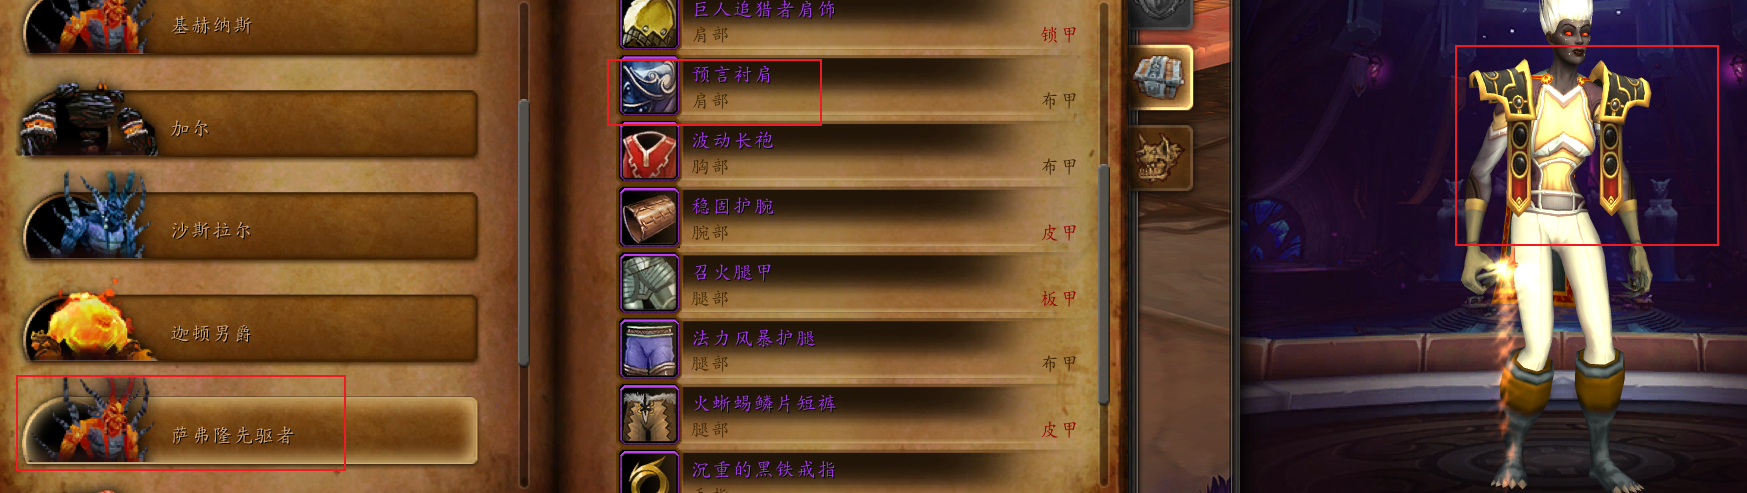 基赫纳斯
加尔
沙斯拉尔
迦顿男爵
萨弗隆先驱者
巨人追猎者肩饰
肩部
锁甲
预言衬肩
肩部
布甲
波动长袍
胸部
布甲
稳固护腕
腕部
皮甲
召火腿甲
腿部
板甲
法力风暴护腿
腿部
布甲
火蜥蜴鳞片短裤
腿部
皮甲
沉重的黑铁戒指